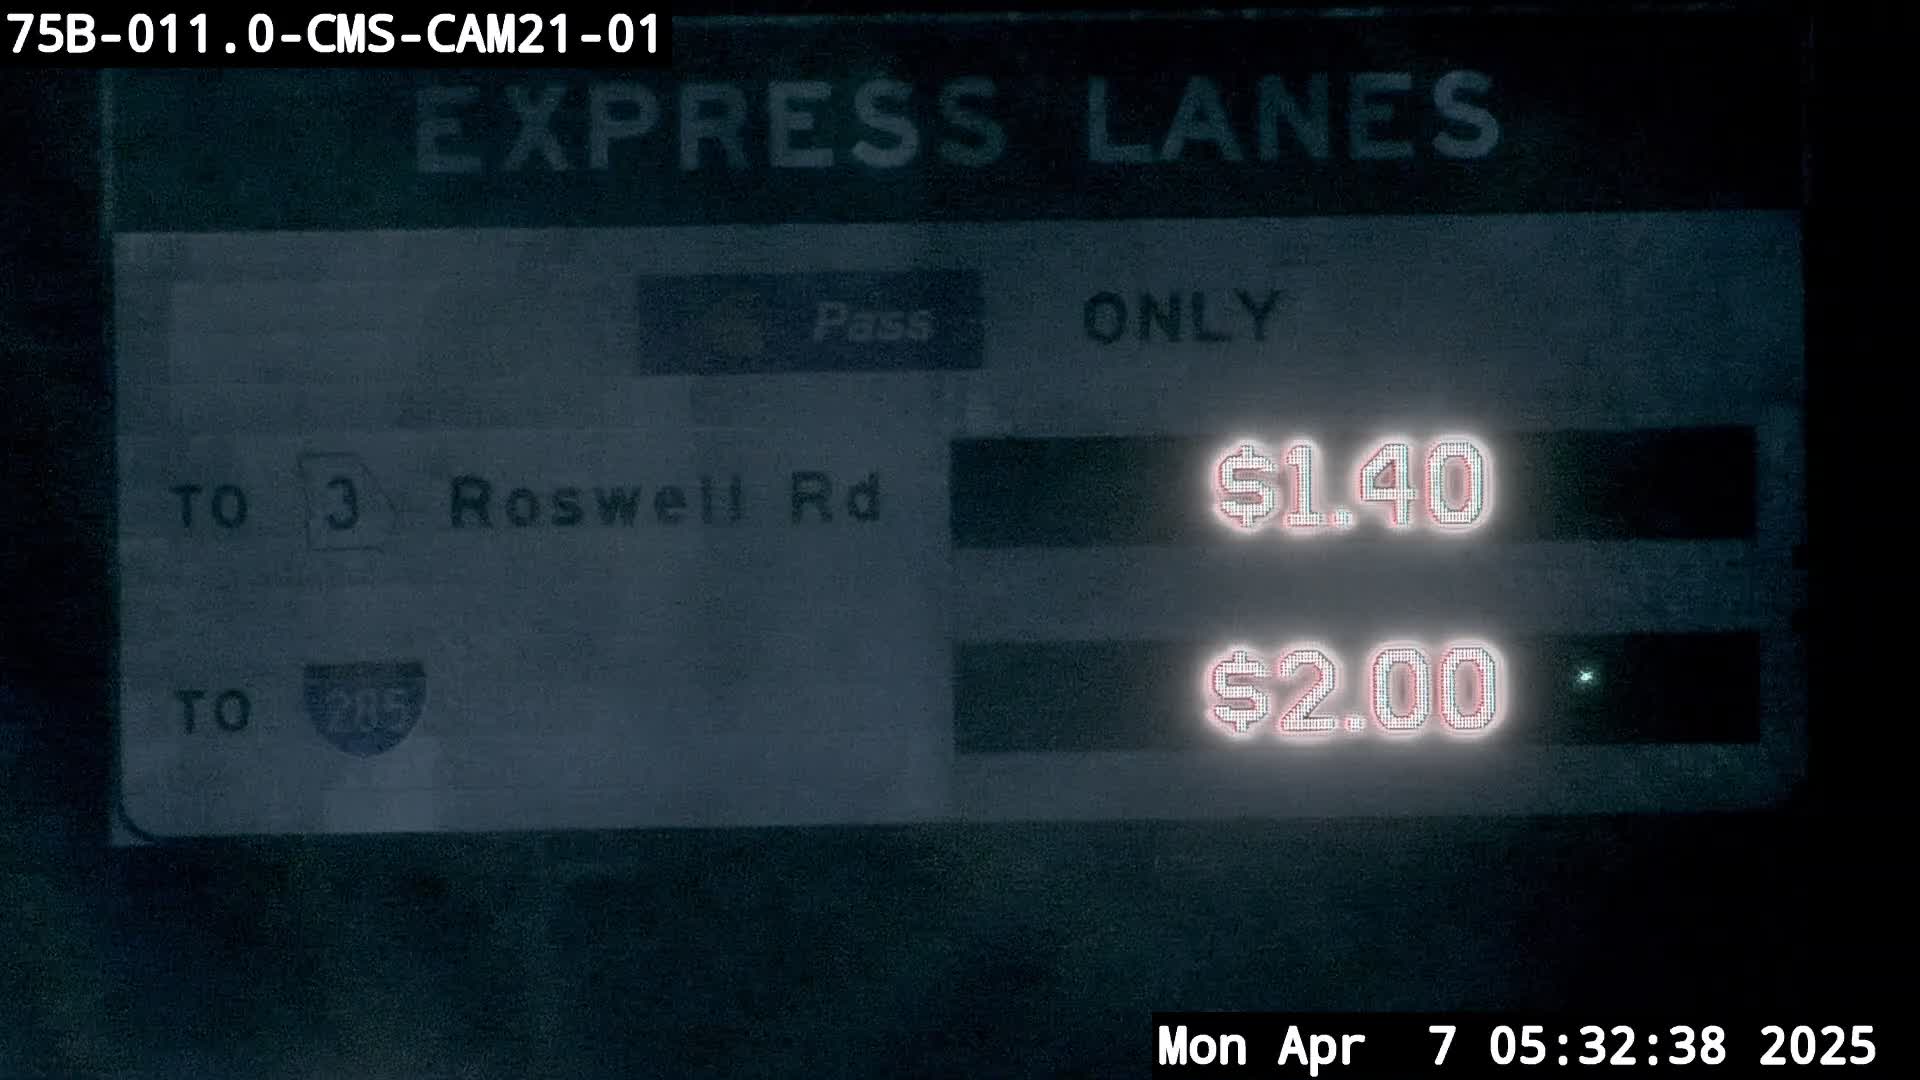 75B-011.0-CMS-CAM21-01
EXPRESS LANES
Pass ONLY
TO 3 Roswell Rd $1.40
TO 285 $2.00
Mon Apr 7 05:32:38 2025